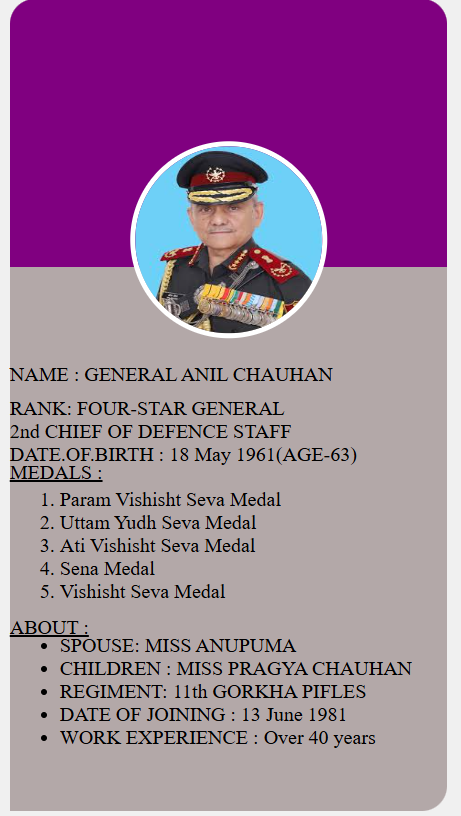 NAME : GENERAL ANIL CHAUHAN
RANK: FOUR-STAR GENERAL
2nd CHIEF OF DEFENCE STAFF
DATE.OF.BIRTH : 18 May 1961(AGE-63)
MEDALS :
1. Param Vishisht Seva Medal
2. Uttam Yudh Seva Medal
3. Ati Vishisht Seva Medal
4. Sena Medal
5. Vishisht Seva Medal
ABOUT :
• SPOUSE: MISS ANUPUMA
• CHILDREN : MISS PRAGYA CHAUHAN
• REGIMENT: 11th GORKHA PIFLES
• DATE OF JOINING : 13 June 1981
• WORK EXPERIENCE : Over 40 years